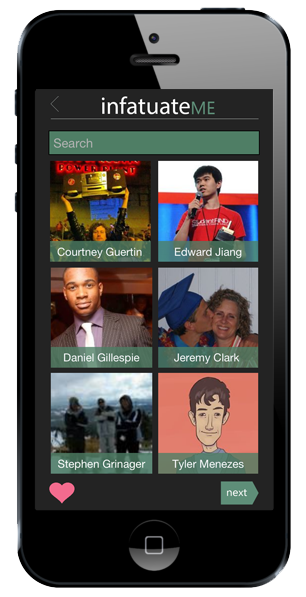 infatuateME
Search
Courtney Guertin
Edward Jiang
Daniel Gillespie
Jeremy Clark
Stephen Grinager
Tyler Menezes
next